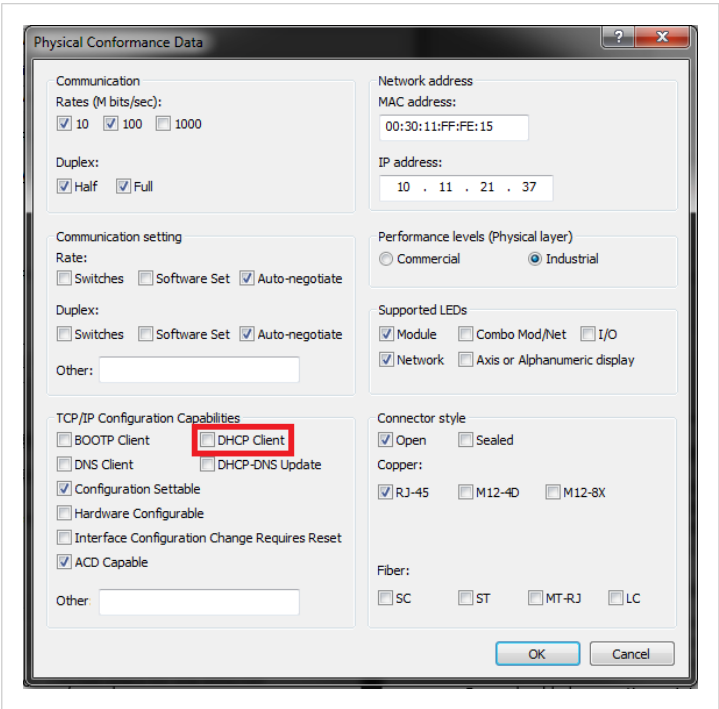 Physical Conformance Data
Communication
Rates (M bits/sec):
10 100 1000
Duplex:
Half Full
Network address
MAC address:
00:30:11:FF:FE:15
IP address:
10 . 11 . 21 . 37
Communication setting
Rate:
Switches Software Set Auto-negotiate
Duplex:
Switches Software Set Auto-negotiate
Other:
Performance levels (Physical layer)
Commercial Industrial
Supported LEDs
Module Combo Mod/Net I/O
Network Axis or Alphanumeric display
TCP/IP Configuration Capabilities
BOOTP Client DHCP Client
DNS Client DHCP-DNS Update
Configuration Settable
Hardware Configurable
Interface Configuration Change Requires Reset
ACD Capable
Other:
Connector style
Open Sealed
Copper:
RJ-45 M12-4D M12-8X
Fiber:
SC ST MT-RJ LC
OK Cancel